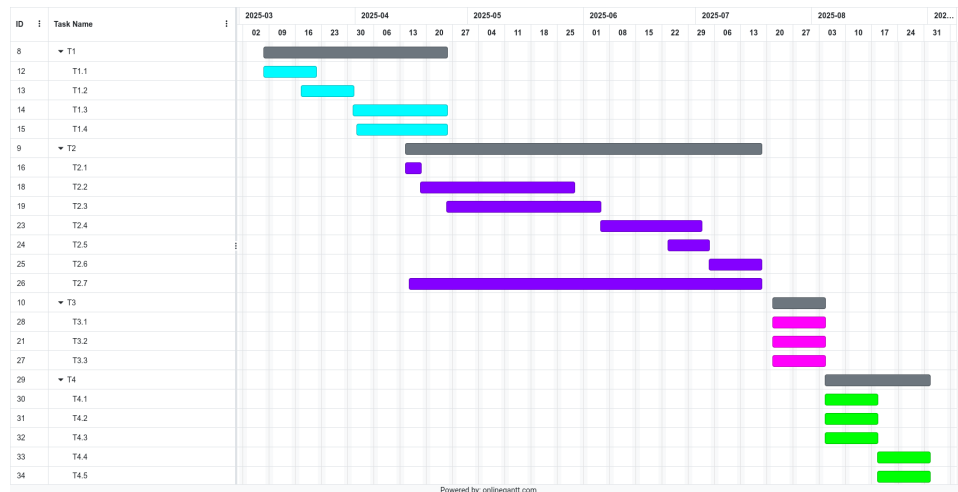 2025-03 2025-04 2025-05 2025-06 2025-07 2025-08 202...
ID Task Name
02 09 16 23 30 06 13 20 27 04 11 18 25 01 08 15 22 29 06 13 20 27 03 10 17 24 31
8 T1
12 T1.1
13 T1.2
14 T1.3
15 T1.4
9 T2
16 T2.1
18 T2.2
19 T2.3
23 T2.4
24 T2.5
25 T2.6
26 T2.7
10 T3
28 T3.1
21 T3.2
27 T3.3
29 T4
30 T4.1
31 T4.2
32 T4.3
33 T4.4
34 T4.5
Powered by: onlinegantt.com